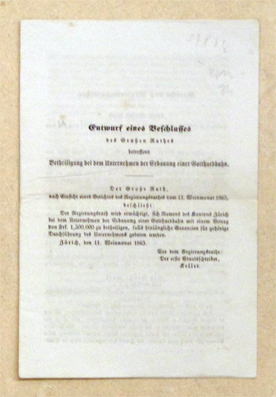 Entwurf eines Beschlusses
des Großen Rathes
betreffend
Betheiligung bei dem Unternehmen der Erbauung einer Gotthardbahn.
Der Große Rath,
nach Einsicht eines Berichtes des Regierungsrathes vom 11. Weinmonat 1865,
beschließt:
Der Regierungsrath wird ermächtigt, sich Namens des Kantons Zürich
bei dem Unternehmen der Erbauung einer Gotthardbahn mit einem Betrag
von Frk. 1,500,000 zu betheiligen, falls hinlängliche Garantien für gehörige
Durchführung des Unternehmens geboten werden.
Zürich, den 11. Weinmonat 1865.
Vor dem Regierungsrathe:
Der erste Staatsschreiber,
Keller.